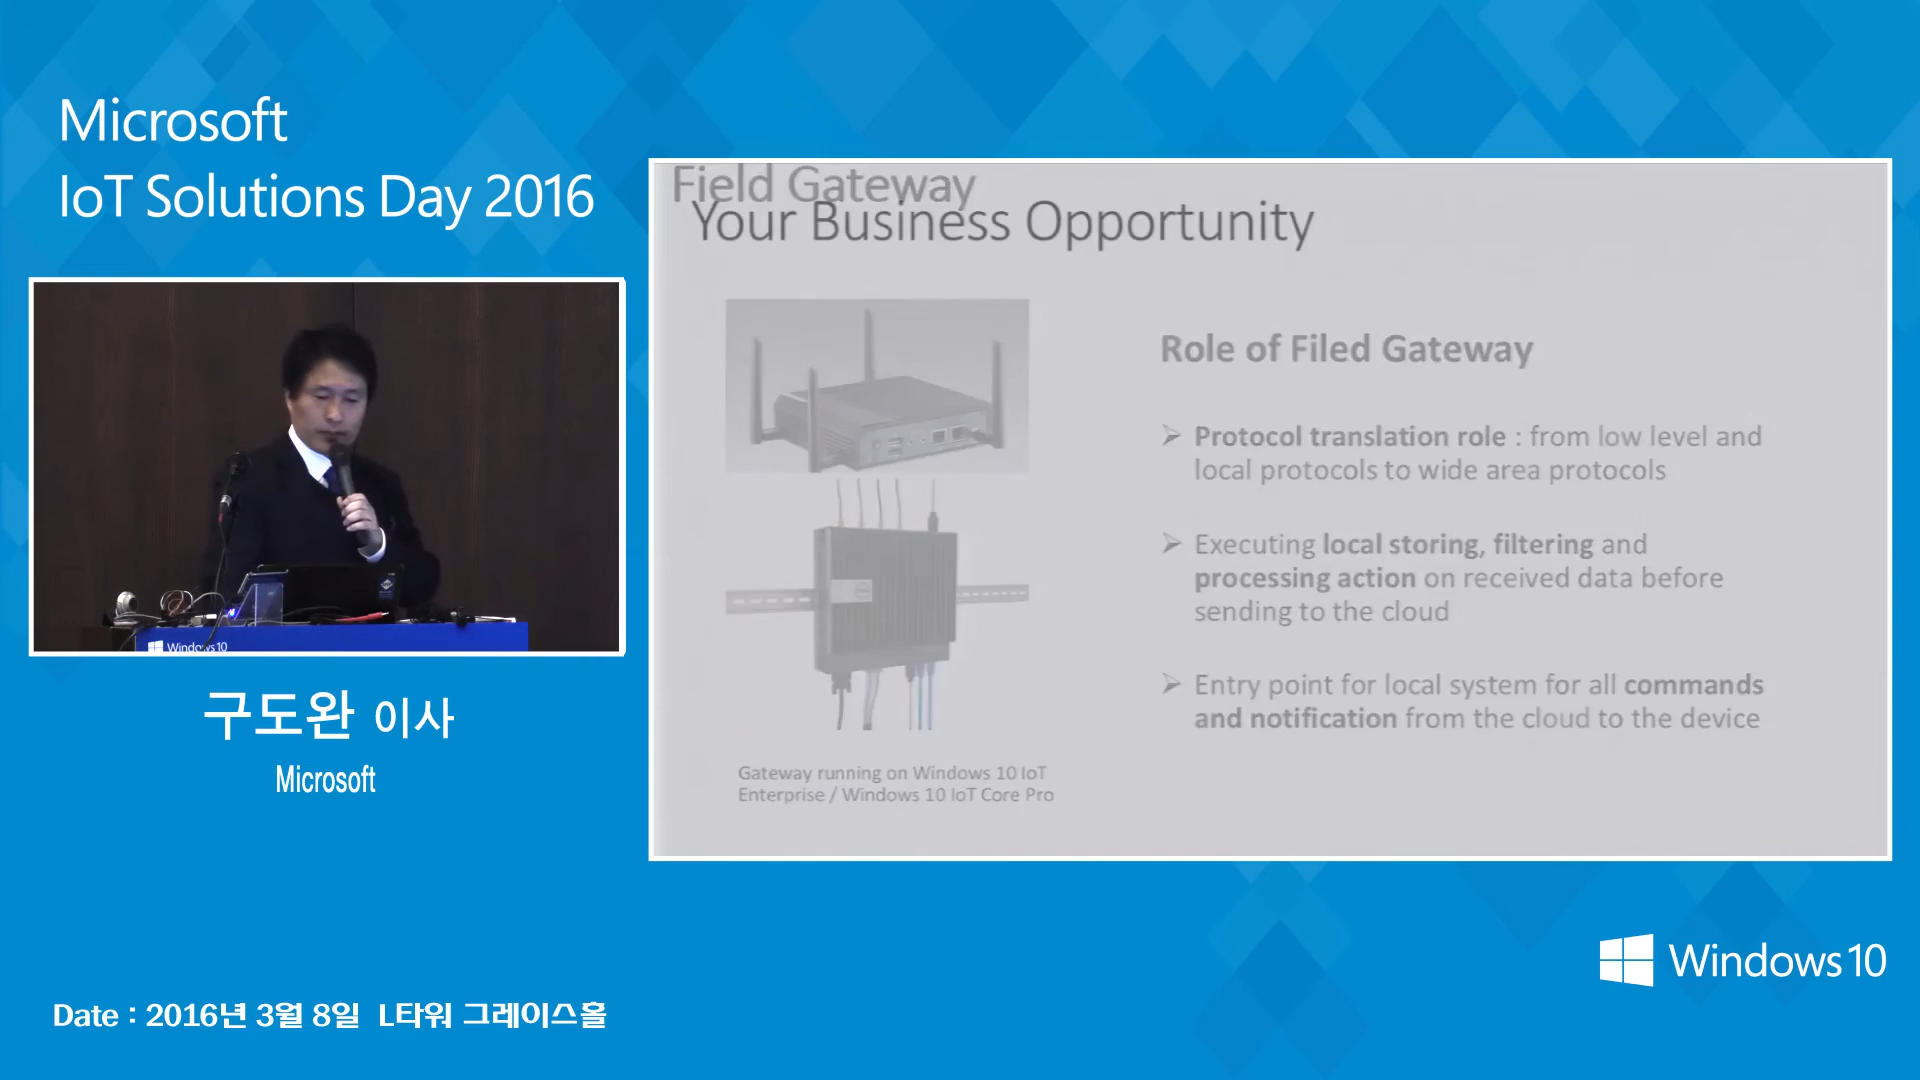 Microsoft
IoT Solutions Day 2016
Windows 10
구도완 이사
Microsoft
Field Gateway
Your Business Opportunity
Role of Filed Gateway
➢ Protocol translation role : from low level and
local protocols to wide area protocols
➢ Executing local storing, filtering and
processing action on received data before
sending to the cloud
➢ Entry point for local system for all commands
and notification from the cloud to the device
Gateway running on Windows 10 IoT
Enterprise / Windows 10 IoT Core Pro
Windows 10
Date : 2016년 3월 8일 L타워 그레이스홀